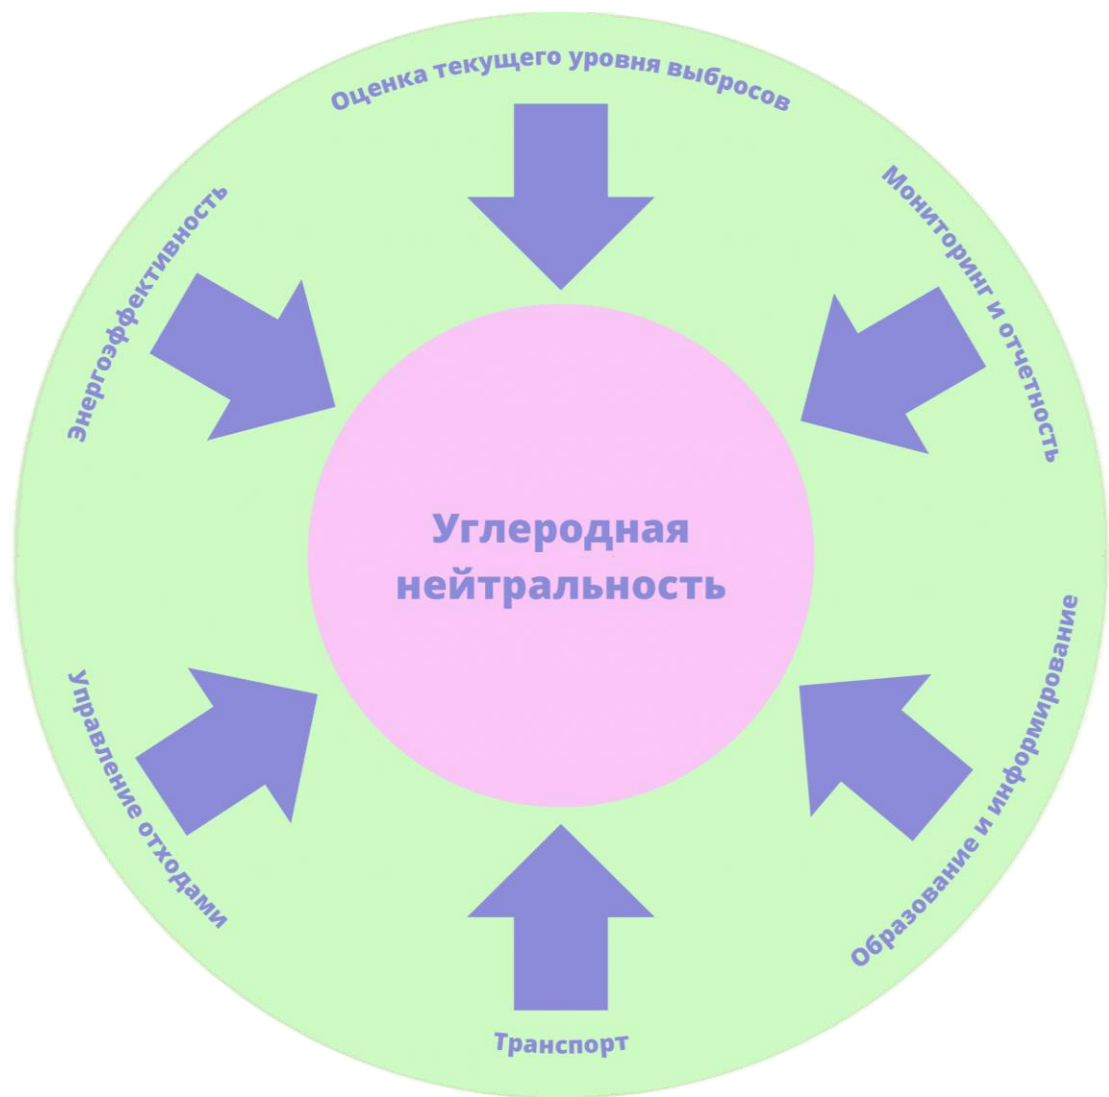 Оценка текущего уровня выбросов
Мониторинг и отчетность
Образование и информирование
Транспорт
Управление отходами
Энергоэффективность
Углеродная
нейтральность